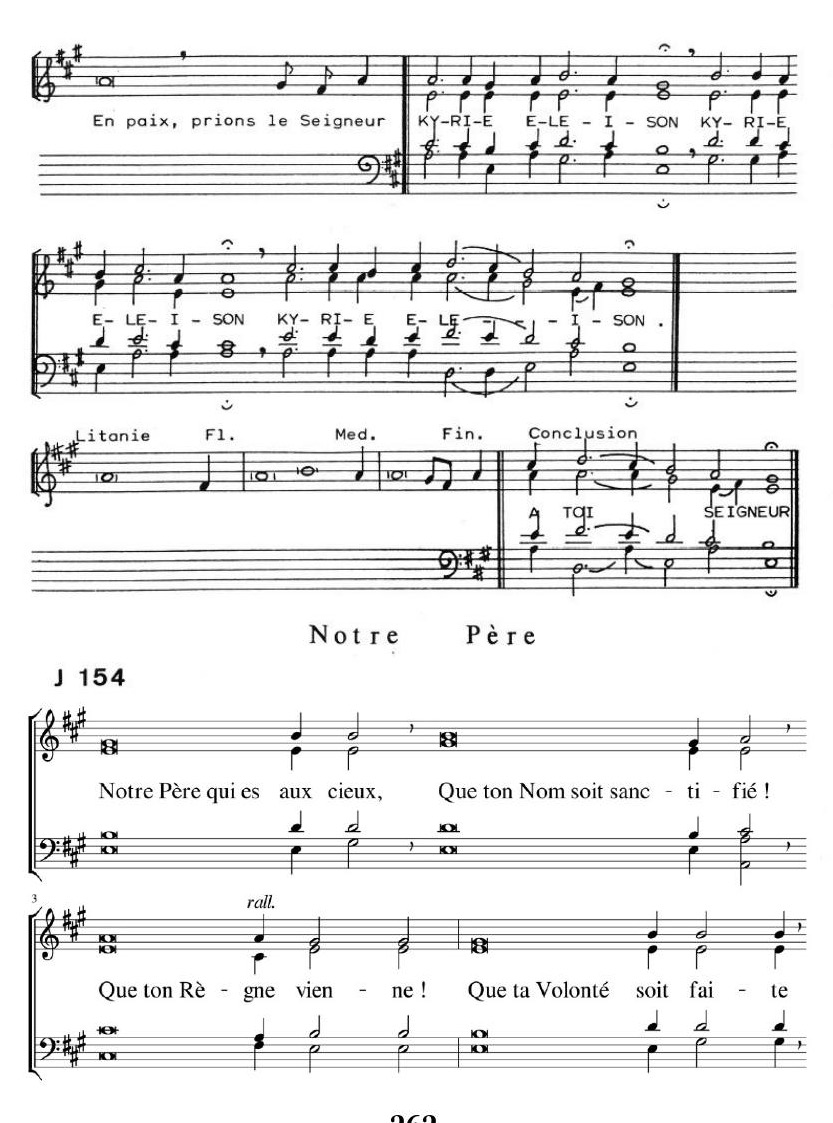 En paix, prions le Seigneur KY-RI-E E-LE-I-SON KY-RI-E
E-LE-I-SON KY-RI-E E-LE-I-SON.
Litanie Fl. Med. Fin. Conclusion
A TOI SEIGNEUR
Notre Père
J 154
Notre Père qui es aux cieux, Que ton Nom soit sanc - ti - fié !
3
rall.
Que ton Rè - gne vien - ne ! Que ta Volonté soit fai - te